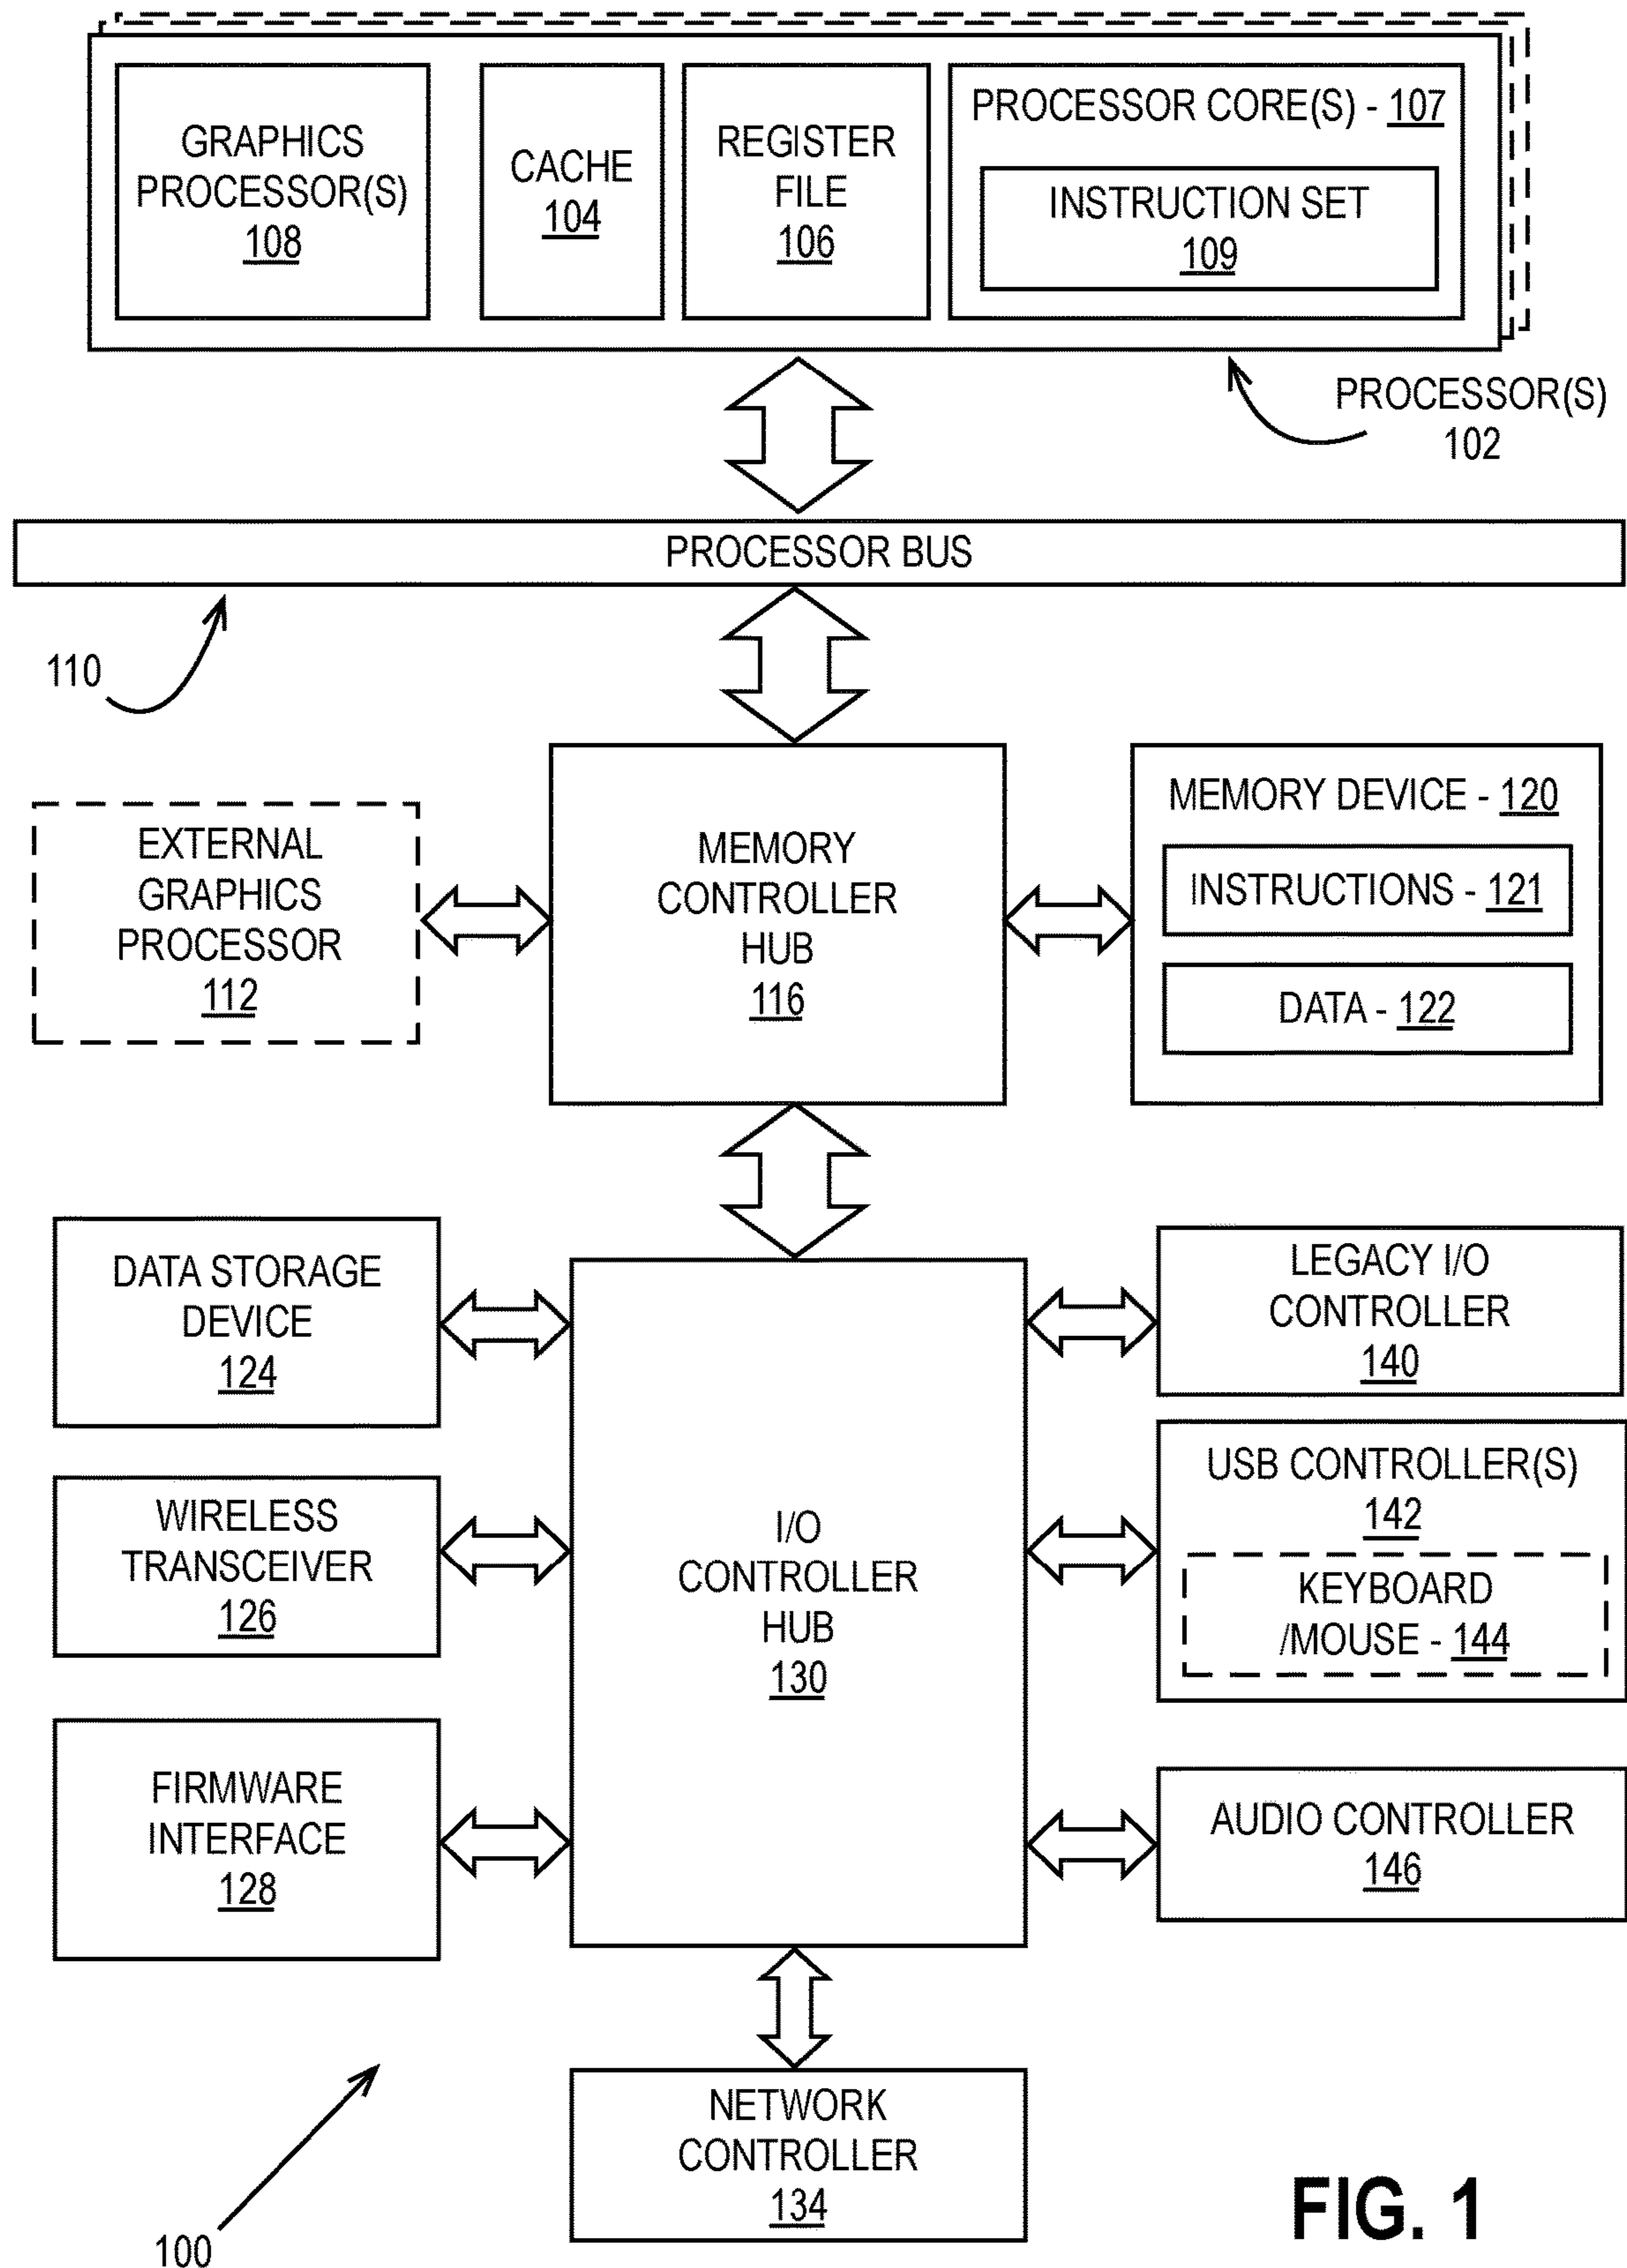 GRAPHICS
PROCESSOR(S)
108
CACHE
104
REGISTER
FILE
106
PROCESSOR CORE(S) - 107
INSTRUCTION SET
109
PROCESSOR(S)
102
PROCESSOR BUS
110
EXTERNAL
GRAPHICS
PROCESSOR
112
MEMORY
CONTROLLER
HUB
116
MEMORY DEVICE - 120
INSTRUCTIONS - 121
DATA - 122
DATA STORAGE
DEVICE
124
WIRELESS
TRANSCEIVER
126
FIRMWARE
INTERFACE
128
I/O
CONTROLLER
HUB
130
LEGACY I/O
CONTROLLER
140
USB CONTROLLER(S)
142
KEYBOARD
/MOUSE - 144
AUDIO CONTROLLER
146
NETWORK
CONTROLLER
134
100
FIG. 1